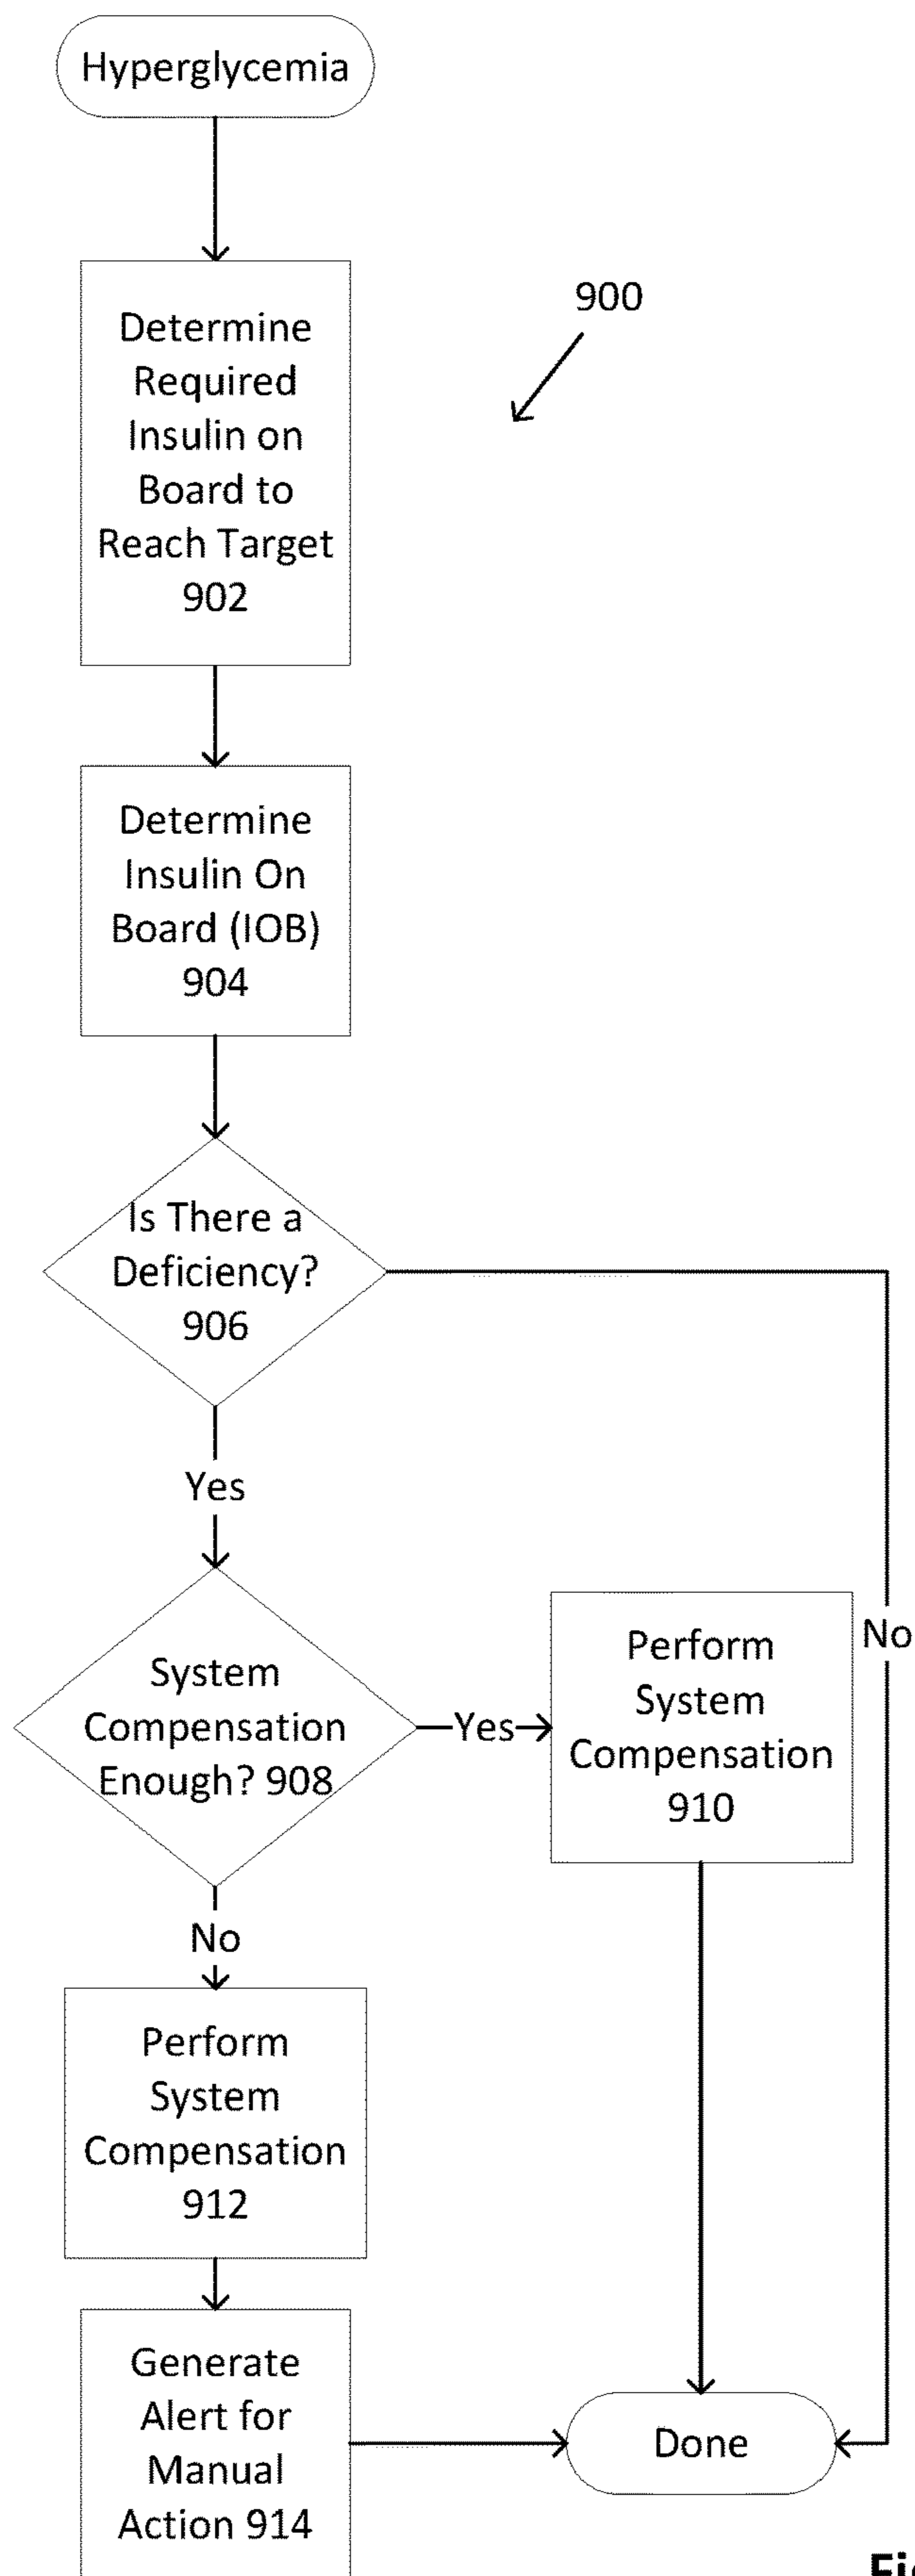 Hyperglycemia
900
Determine
Required
Insulin on
Board to
Reach Target
902
Determine
Insulin On
Board (IOB)
904
Is There a
Deficiency?
906
Yes
System
Compensation
Enough? 908
Yes
Perform
System
Compensation
910
No
No
Perform
System
Compensation
912
Generate
Alert for
Manual
Action 914
Done